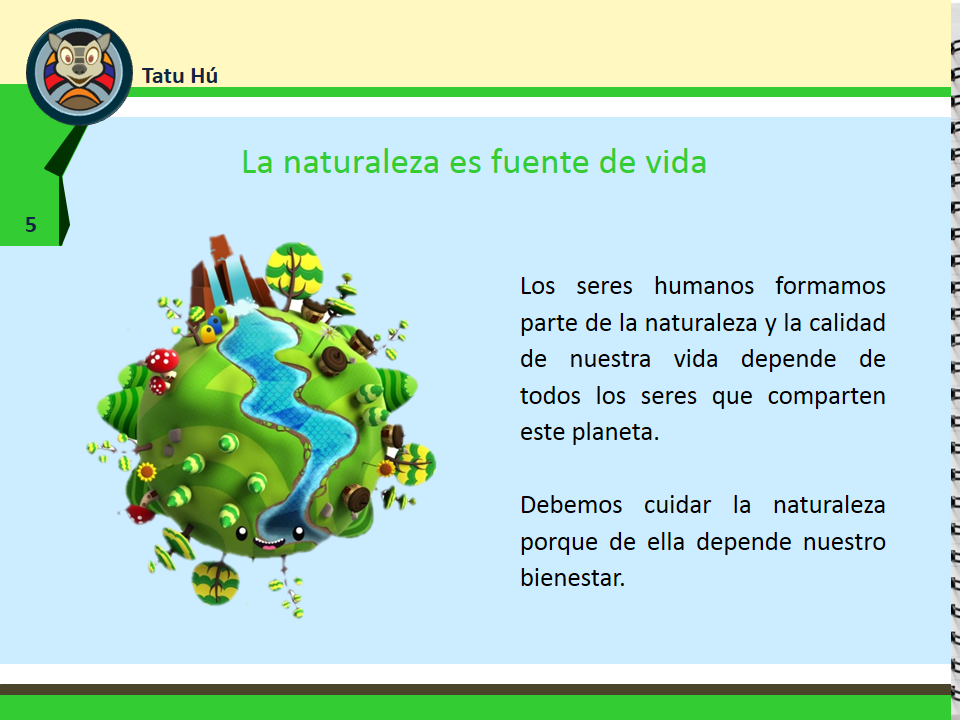 Tatu Hú
La naturaleza es fuente de vida
5
Los seres humanos formamos
parte de la naturaleza y la calidad
de nuestra vida depende de
todos los seres que comparten
este planeta.
Debemos cuidar la naturaleza
porque de ella depende nuestro
bienestar.